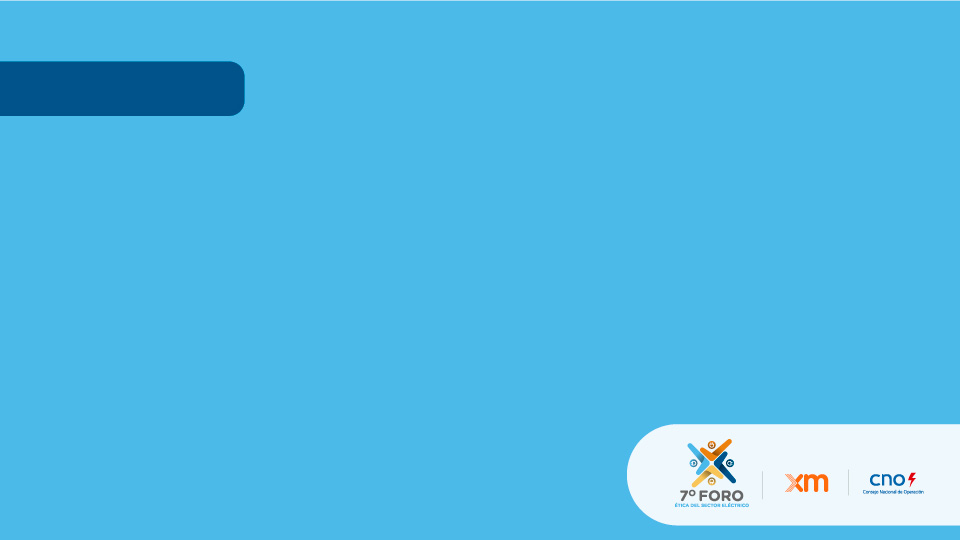 7º FORO
ÉTICA DEL SECTOR ELÉCTRICO
xm
cno
Consejo Nacional de Operación